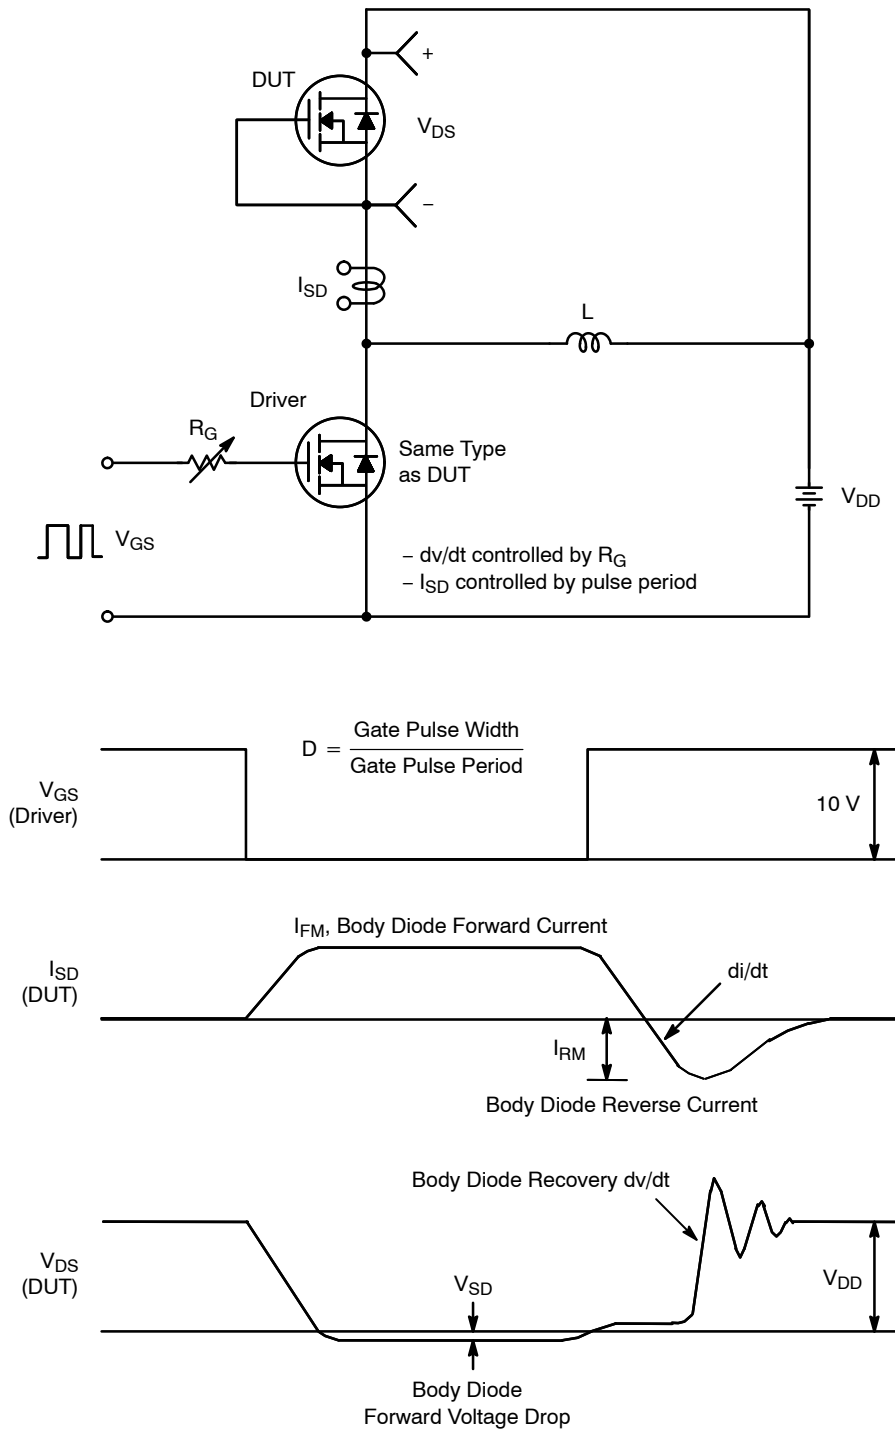 DUT
+
V_DS
−
I_SD
L
Driver
R_G
Same Type
as DUT
V_DD
V_GS
− dv/dt controlled by R_G
− I_SD controlled by pulse period
D = Gate Pulse Width
Gate Pulse Period
V_GS
(Driver)
10 V
I_FM, Body Diode Forward Current
I_SD
(DUT)
di/dt
I_RM
Body Diode Reverse Current
Body Diode Recovery dv/dt
V_DS
(DUT)
V_SD
V_DD
Body Diode
Forward Voltage Drop